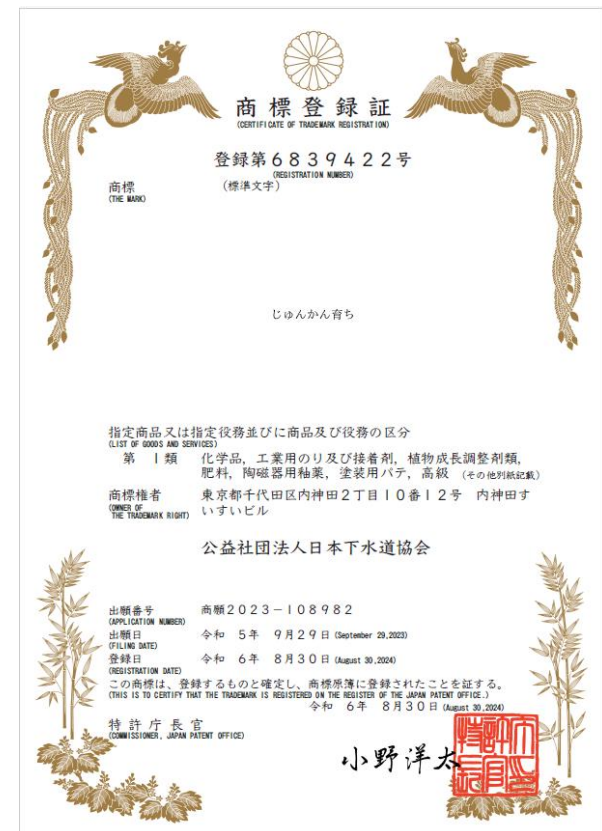 商標登録証
(CERTIFICATE OF TRADEMARK REGISTRATION)
登録第6839422号
(REGISTRATION NUMBER)
商標
(THE MARK)
(標準文字)
じゅんかん育ち
指定商品又は指定役務並びに商品及び役務の区分
(LIST OF GOODS AND SERVICES)
第 1類 化学品,工業用のり及び接着剤,植物成長調整剤類,
肥料,陶磁器用釉薬,塗装用パテ,高級 (その他別紙記載)
商標権者 東京都千代田区内神田2丁目10番12号 内神田す
(OWNER OF THE TRADEMARK RIGHT) いすいビル
公益社団法人日本下水道協会
出願番号 商願2023-108982
(APPLICATION NUMBER)
出願日 令和 5年 9月29日 (September 29,2023)
(FILING DATE)
登録日 令和 6年 8月30日 (August 30,2024)
(REGISTRATION DATE)
この商標は、登録するものと確定し、商標原簿に登録されたことを証する。
(THIS IS TO CERTIFY THAT THE TRADEMARK IS REGISTERED ON THE REGISTER OF THE JAPAN PATENT OFFICE.)
令和 6年 8月30日 (August 30,2024)
特許庁長官
(COMMISSIONER, JAPAN PATENT OFFICE)
小野洋太